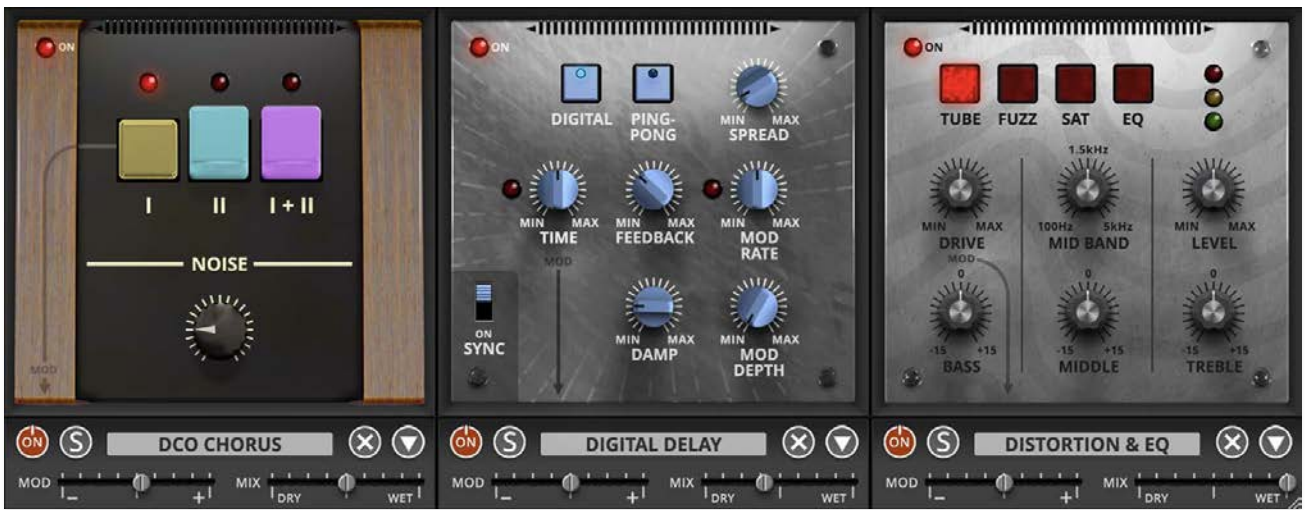 ON
I II I + II
NOISE
MOD
ON
DIGITAL PING-
PONG
MIN MAX
SPREAD
MIN MAX MIN MAX MIN MAX
TIME FEEDBACK MOD
RATE
MOD
ON
SYNC
MIN MAX MIN MAX
DAMP MOD
DEPTH
ON
TUBE FUZZ SAT EQ
1.5kHz
MIN MAX 100Hz 5kHz MIN MAX
DRIVE MID BAND LEVEL
MOD
0 0 0
-15 +15 -15 +15 -15 +15
BASS MIDDLE TREBLE
ON S DCO CHORUS
MOD - + MIX DRY WET
ON S DIGITAL DELAY
MOD - + MIX DRY WET
ON S DISTORTION & EQ
MOD - + MIX DRY WET